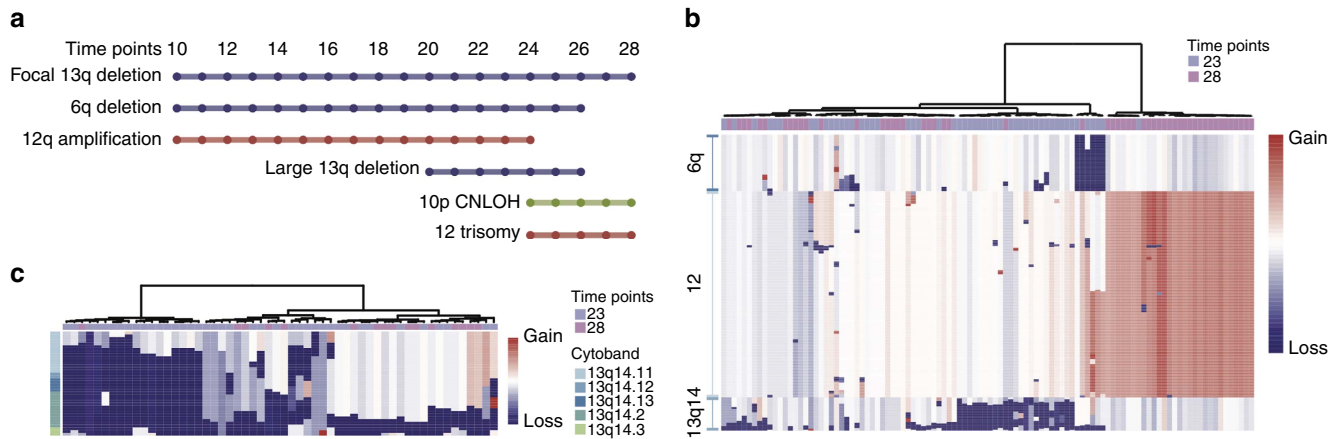 a
Time points 10 12 14 16 18 20 22 24 26 28
Focal 13q deletion
6q deletion
12q amplification
Large 13q deletion
10p CNLOH
12 trisomy
b
Time points
23
28
6q
12
13q14
Gain
Loss
c
Time points
23
28
Gain
Loss
Cytoband
13q14.11
13q14.12
13q14.13
13q14.2
13q14.3